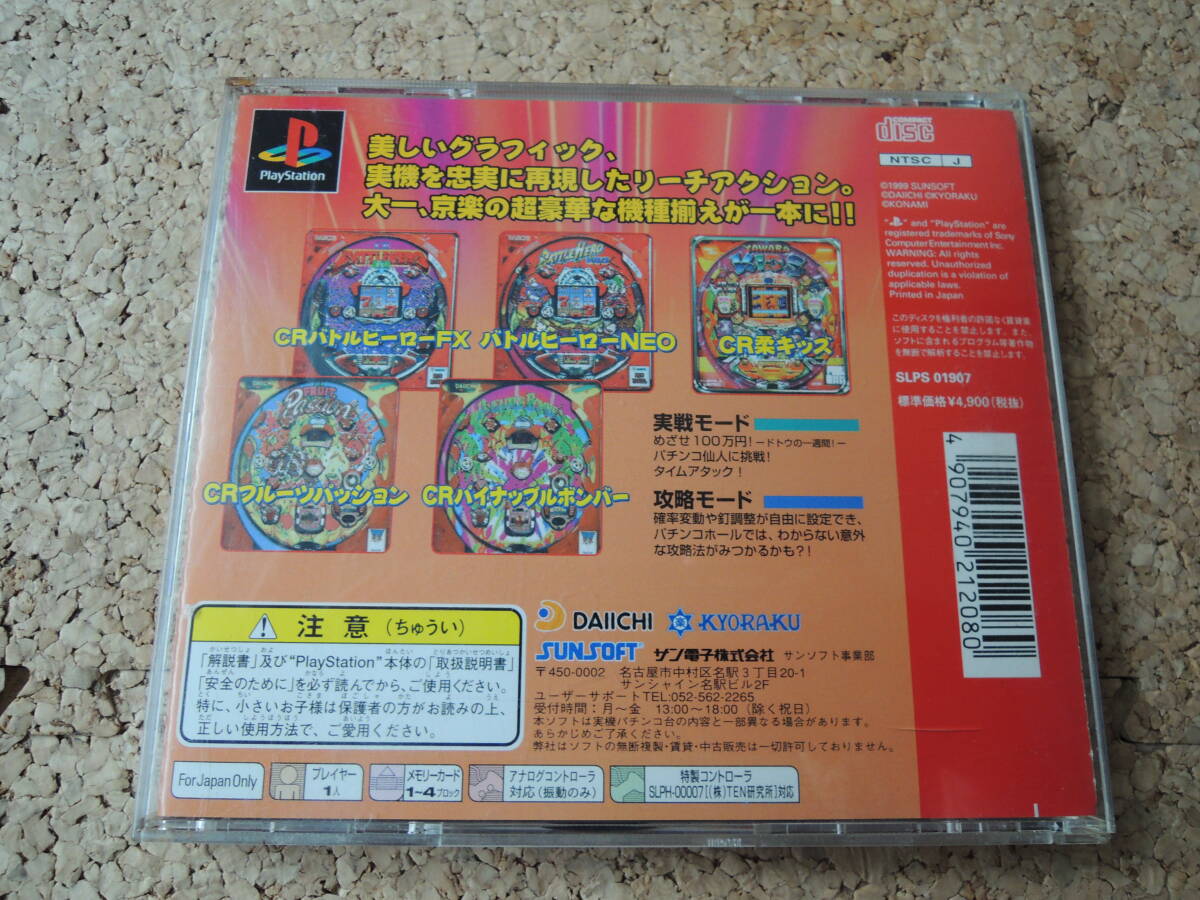 PlayStation
美しいグラフィック、
実機を忠実に再現したリーチアクション。
大一、京楽の超豪華な機種揃えが一本に!!
CRバトルヒーローFX
バトルヒーローNEO
CR柔キッズ
CRフルーツパッション
CRパイナップルボンバー
実戦モード
めざせ100万円!ードトウの一週間!ー
パチンコ仙人に挑戦!
タイムアタック!
攻略モード
確率変動や釘調整が自由に設定でき、
パチンコホールでは、わからない意外
な攻略法がみつかるかも?!
COMPACT
disc
NTSC J
©1999 SUNSOFT
©DAIICHI ©KYORAKU
©KONAMI
" " and "PlayStation" are
registered trademarks of Sony
Computer Entertainment Inc.
WARNING: All rights
reserved. Unauthorized
duplication is a violation of
applicable laws.
Printed in Japan
このディスクを権利者の許諾なく賃貸業
に使用することを禁止します。また、
ソフトに含まれるプログラム等著作物
を無断で解析することを禁止します。
SLPS 01907
標準価格¥4,900(税抜)
4 907940 212080
注意(ちゅうい)
「解説書」及び"PlayStation"本体の「取扱説明書」
「安全のために」を必ず読んでから、ご使用ください。
特に、小さいお子様は保護者の方がお読みの上、
正しい使用方法で、ご愛用ください。
DAIICHI KYORAKU
SUNSOFT サン電子株式会社 サンソフト事業部
〒450-0002 名古屋市中村区名駅3丁目20-1
サンシャイン名駅ビル2F
ユーザーサポートTEL:052-562-2265
受付時間:月〜金 13:00〜18:00(除く祝日)
本ソフトは実機パチンコ台の内容と一部異なる場合があります。
あらかじめご了承ください。
弊社はソフトの無断複製・賃貸・中古販売は一切許可しておりません。
For Japan Only
プレイヤー
1人
メモリーカード
1〜4ブロック
アナログコントローラ
対応(振動のみ)
特製コントローラ
SLPH-00007[(株)TEN研究所]対応